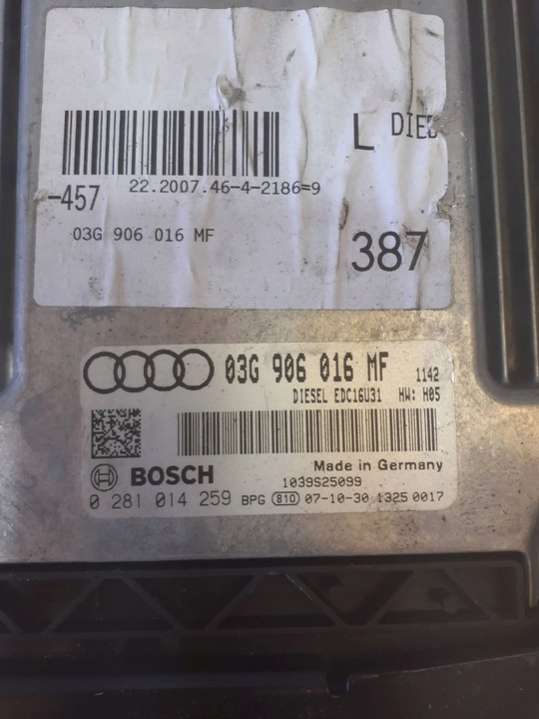 L DIED
22.2007.46-4-2186=9
-457
03G 906 016 MF
387
03G 906 016 MF 1142
DIESEL EDC16U31 HW: H05
BOSCH
Made in Germany
1039S25099
0 281 014 259 BPG 810 07-10-30 1325 0017